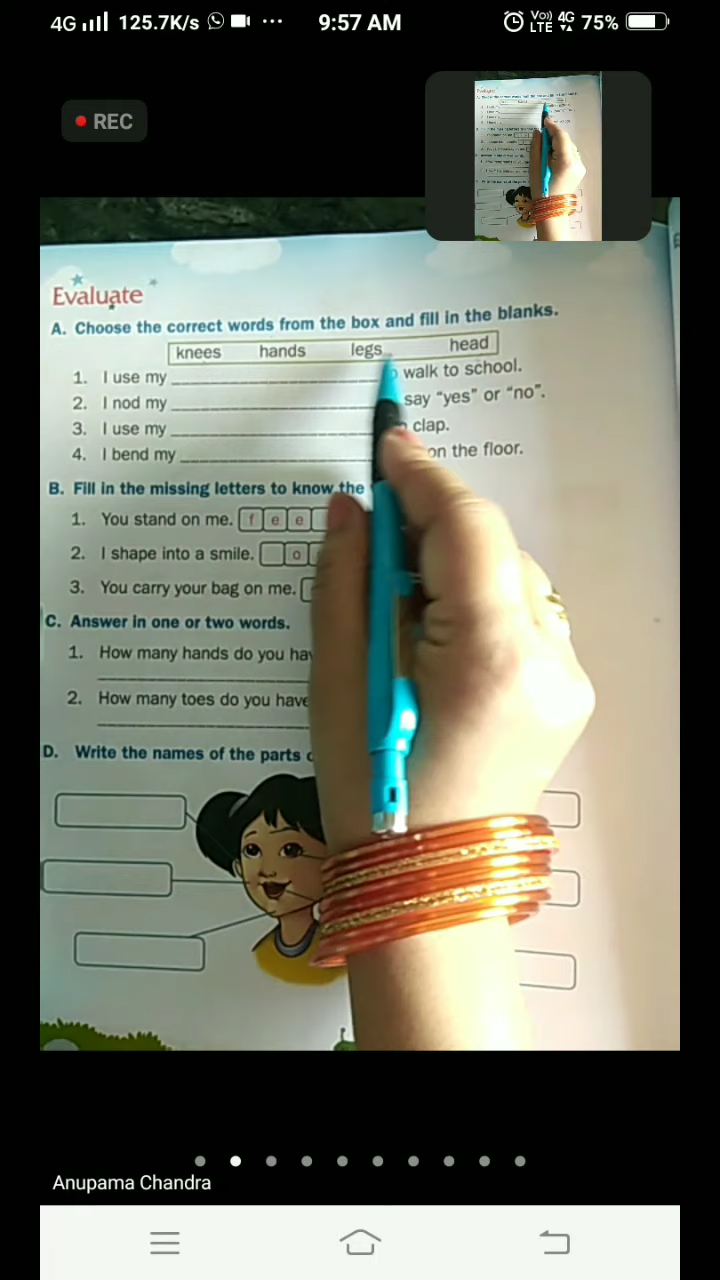 4G 125.7K/s ... 9:57 AM Vo) LTE 4G 75%
REC
Evaluate
A. Choose the correct words from the box and fill in the blanks.
knees hands legs head
1. I use my walk to school.
2. I nod my say “yes” or “no”.
3. I use my clap.
4. I bend my on the floor.
B. Fill in the missing letters to know the
1. You stand on me. f e e
2. I shape into a smile. o
3. You carry your bag on me.
C. Answer in one or two words.
1. How many hands do you
2. How many toes do you have
D. Write the names of the parts
Anupama Chandra